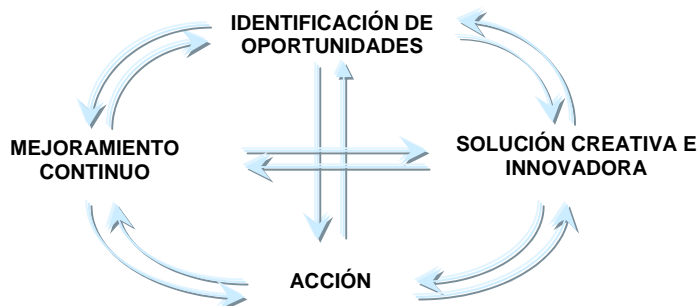 IDENTIFICACIÓN DE
OPORTUNIDADES
MEJORAMIENTO
CONTINUO
SOLUCIÓN CREATIVA E
INNOVADORA
ACCIÓN